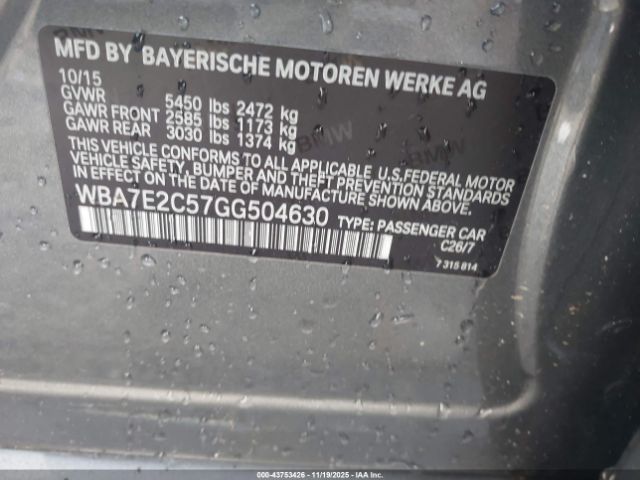 MFD BY BAYERISCHE MOTOREN WERKE AG
10/15
GVWR 5450 lbs 2472 kg
GAWR FRONT 2585 lbs 1173 kg
GAWR REAR 3030 lbs 1374 kg
THIS VEHICLE CONFORMS TO ALL APPLICABLE U.S.FEDERAL MOTOR
VEHICLE SAFETY, BUMPER AND THEFT PREVENTION STANDARDS
IN EFFECT ON THE DATE OF MANUFACTURE SHOWN ABOVE.
WBA7E2C57GG504630 TYPE: PASSENGER CAR
C26/7
7 315 814
000-43753426 - 11/19/2025 - IAAI.CA